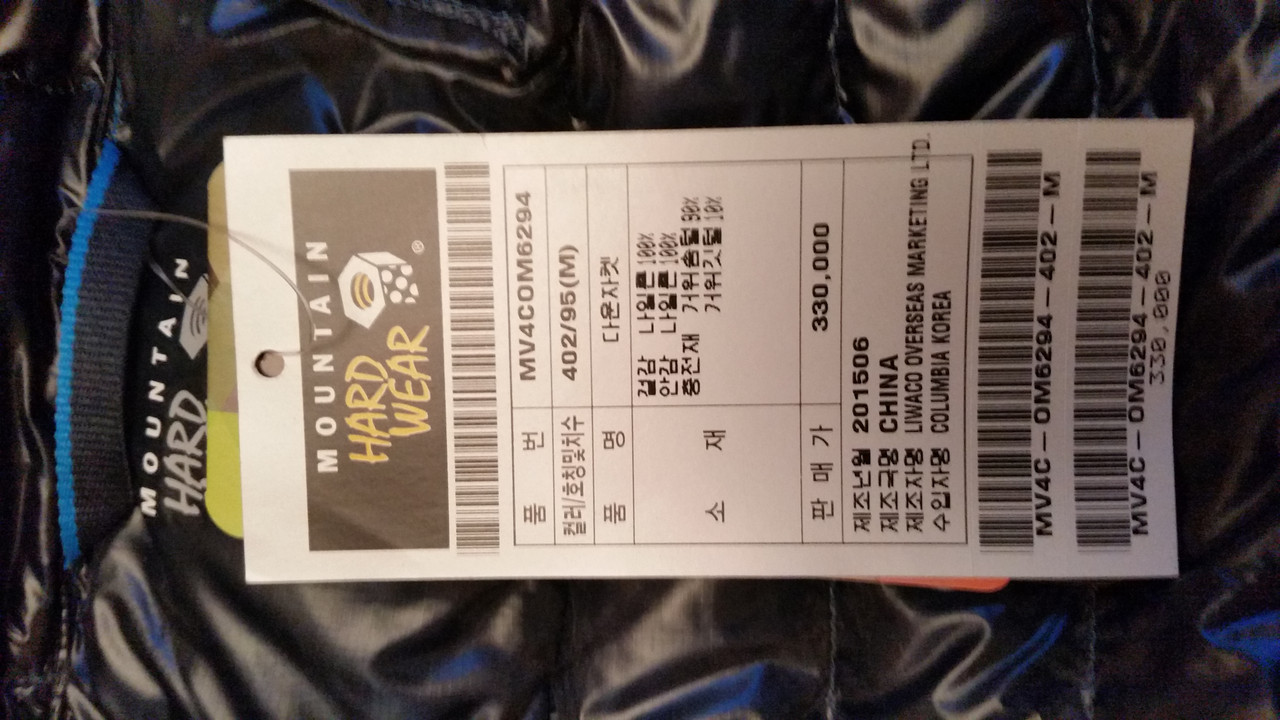 MOUNTAIN
HARD
MOUNTAIN
HARD
WEAR
®
품 번 MV4COM6294
컬러/호칭및치수 402/95(M)
품 명 다운자켓
소 재
겉감 나일론 100%
안감 나일론 100%
충전재 거위솜털 90%
거위깃털 10%
판 매 가 330,000
제조년월 201506
제조국명 CHINA
제조자명 LIWACO OVERSEAS MARKETING LTD.
수입자명 COLUMBIA KOREA
MV4C-OM6294-402-M
MV4C-OM6294-402-M
330,000